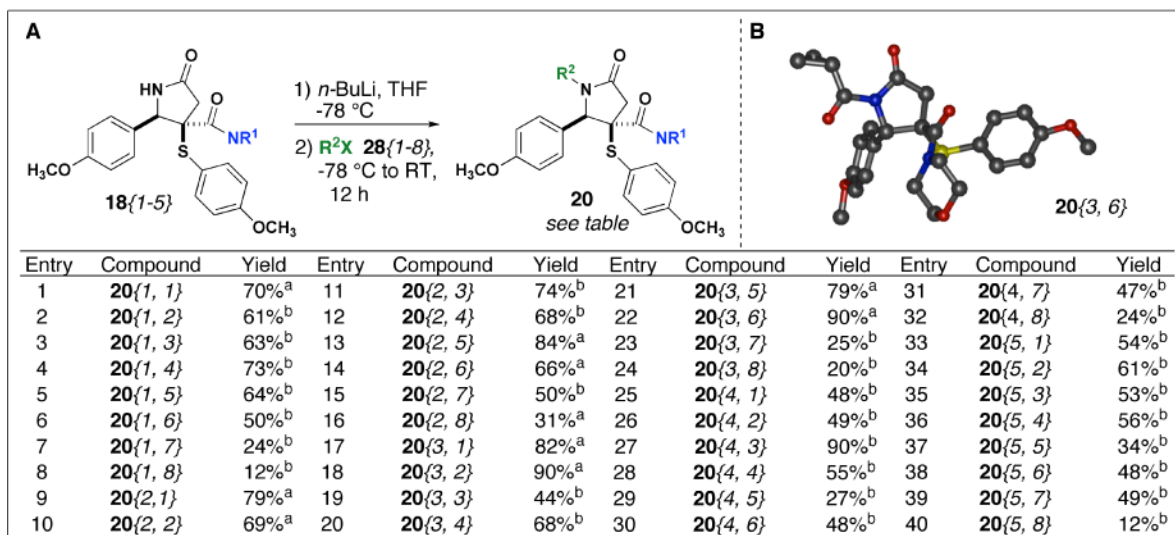 A
B
O
HN
O
NR¹
S
H₃CO
OCH₃
18{1-5}
1) n-BuLi, THF
-78 °C
2) R²X 28{1-8},
-78 °C to RT,
12 h
R²
O
N
O
NR¹
S
H₃CO
OCH₃
20
see table
20{3, 6}
Entry Compound Yield Entry Compound Yield Entry Compound Yield Entry Compound Yield
1 20{1, 1} 70%ᵃ 11 20{2, 3} 74%ᵇ 21 20{3, 5} 79%ᵃ 31 20{4, 7} 47%ᵇ
2 20{1, 2} 61%ᵇ 12 20{2, 4} 68%ᵇ 22 20{3, 6} 90%ᵃ 32 20{4, 8} 24%ᵇ
3 20{1, 3} 63%ᵇ 13 20{2, 5} 84%ᵃ 23 20{3, 7} 25%ᵇ 33 20{5, 1} 54%ᵇ
4 20{1, 4} 73%ᵇ 14 20{2, 6} 66%ᵃ 24 20{3, 8} 20%ᵇ 34 20{5, 2} 61%ᵇ
5 20{1, 5} 64%ᵇ 15 20{2, 7} 50%ᵇ 25 20{4, 1} 48%ᵇ 35 20{5, 3} 53%ᵇ
6 20{1, 6} 50%ᵇ 16 20{2, 8} 31%ᵃ 26 20{4, 2} 49%ᵇ 36 20{5, 4} 56%ᵇ
7 20{1, 7} 24%ᵇ 17 20{3, 1} 82%ᵃ 27 20{4, 3} 90%ᵇ 37 20{5, 5} 34%ᵇ
8 20{1, 8} 12%ᵇ 18 20{3, 2} 90%ᵃ 28 20{4, 4} 55%ᵇ 38 20{5, 6} 48%ᵇ
9 20{2,1} 79%ᵃ 19 20{3, 3} 44%ᵇ 29 20{4, 5} 27%ᵇ 39 20{5, 7} 49%ᵇ
10 20{2, 2} 69%ᵃ 20 20{3, 4} 68%ᵇ 30 20{4, 6} 48%ᵇ 40 20{5, 8} 12%ᵇ